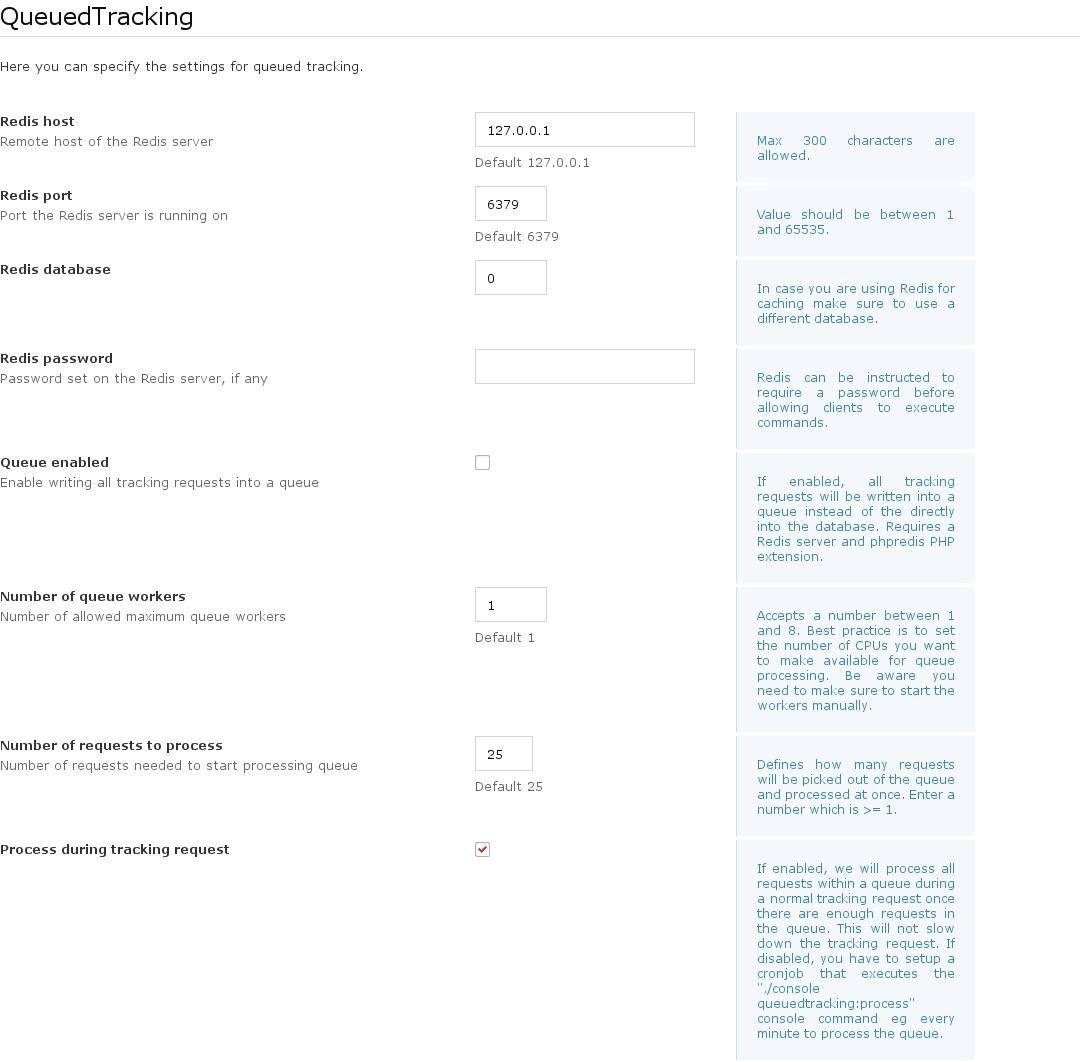 QueuedTracking
Here you can specify the settings for queued tracking.
Redis host
Remote host of the Redis server
127.0.0.1
Default 127.0.0.1
Max 300 characters are
allowed.
Redis port
Port the Redis server is running on
6379
Default 6379
Value should be between 1
and 65535.
Redis database
0
In case you are using Redis for
caching make sure to use a
different database.
Redis password
Password set on the Redis server, if any
Redis can be instructed to
require a password before
allowing clients to execute
commands.
Queue enabled
Enable writing all tracking requests into a queue
If enabled, all tracking
requests will be written into a
queue instead of the directly
into the database. Requires a
Redis server and phpredis PHP
extension.
Number of queue workers
Number of allowed maximum queue workers
1
Default 1
Accepts a number between 1
and 8. Best practice is to set
the number of CPUs you want
to make available for queue
processing. Be aware you
need to make sure to start the
workers manually.
Number of requests to process
Number of requests needed to start processing queue
25
Default 25
Defines how many requests
will be picked out of the queue
and processed at once. Enter a
number which is >= 1.
Process during tracking request
If enabled, we will process all
requests within a queue during
a normal tracking request once
there are enough requests in
the queue. This will not slow
down the tracking request. If
disabled, you have to setup a
cronjob that executes the
"./console
queuedtracking:process"
console command eg every
minute to process the queue.